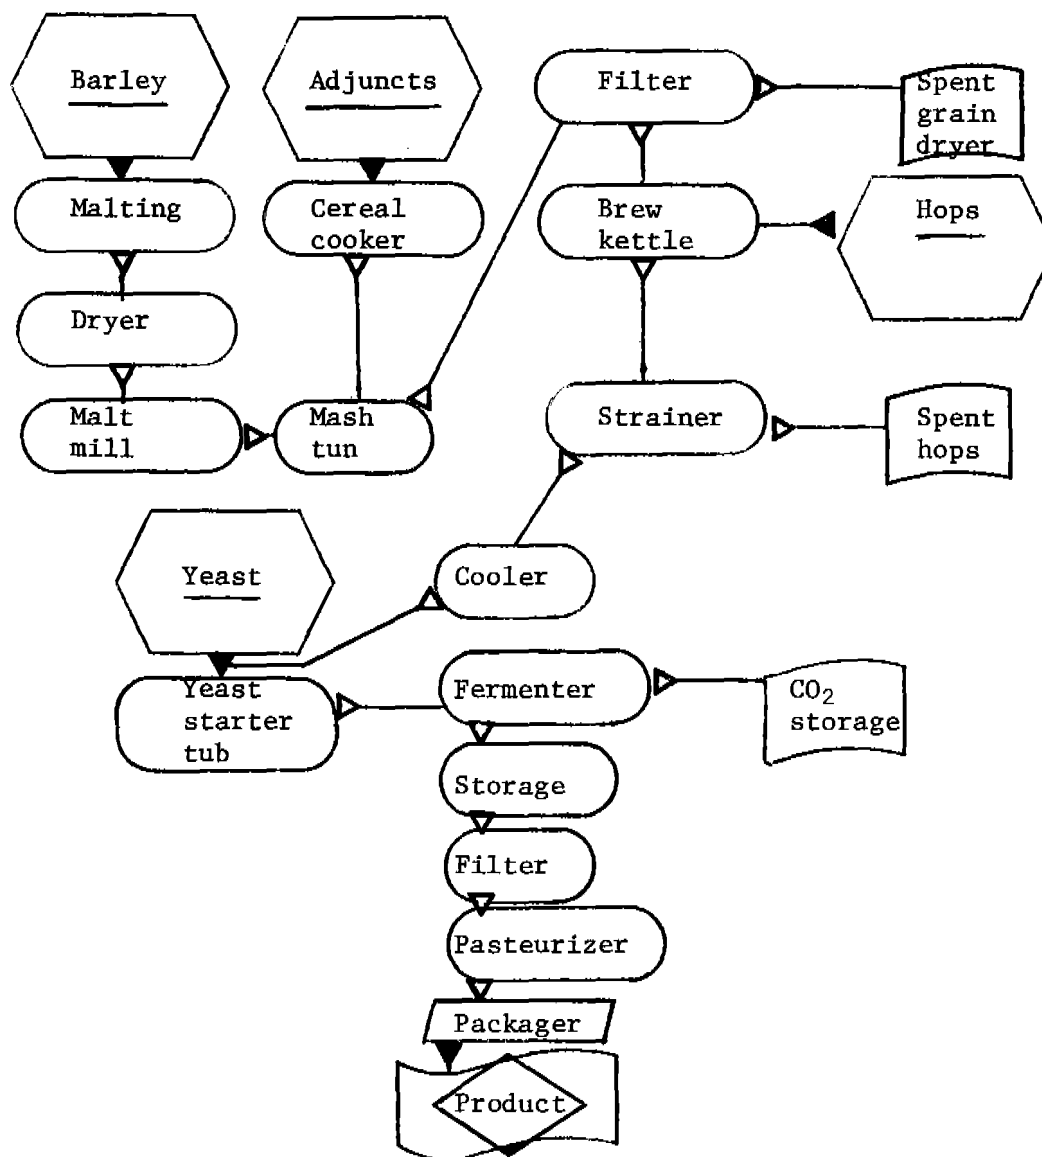 Barley
Adjuncts
Filter
Spent
grain
dryer
Malting
Cereal
cooker
Brew
kettle
Hops
Dryer
Malt
mill
Mash
tun
Strainer
Spent
hops
Yeast
Cooler
Yeast
starter
tub
Fermenter
CO₂
storage
Storage
Filter
Pasteurizer
Packager
Product